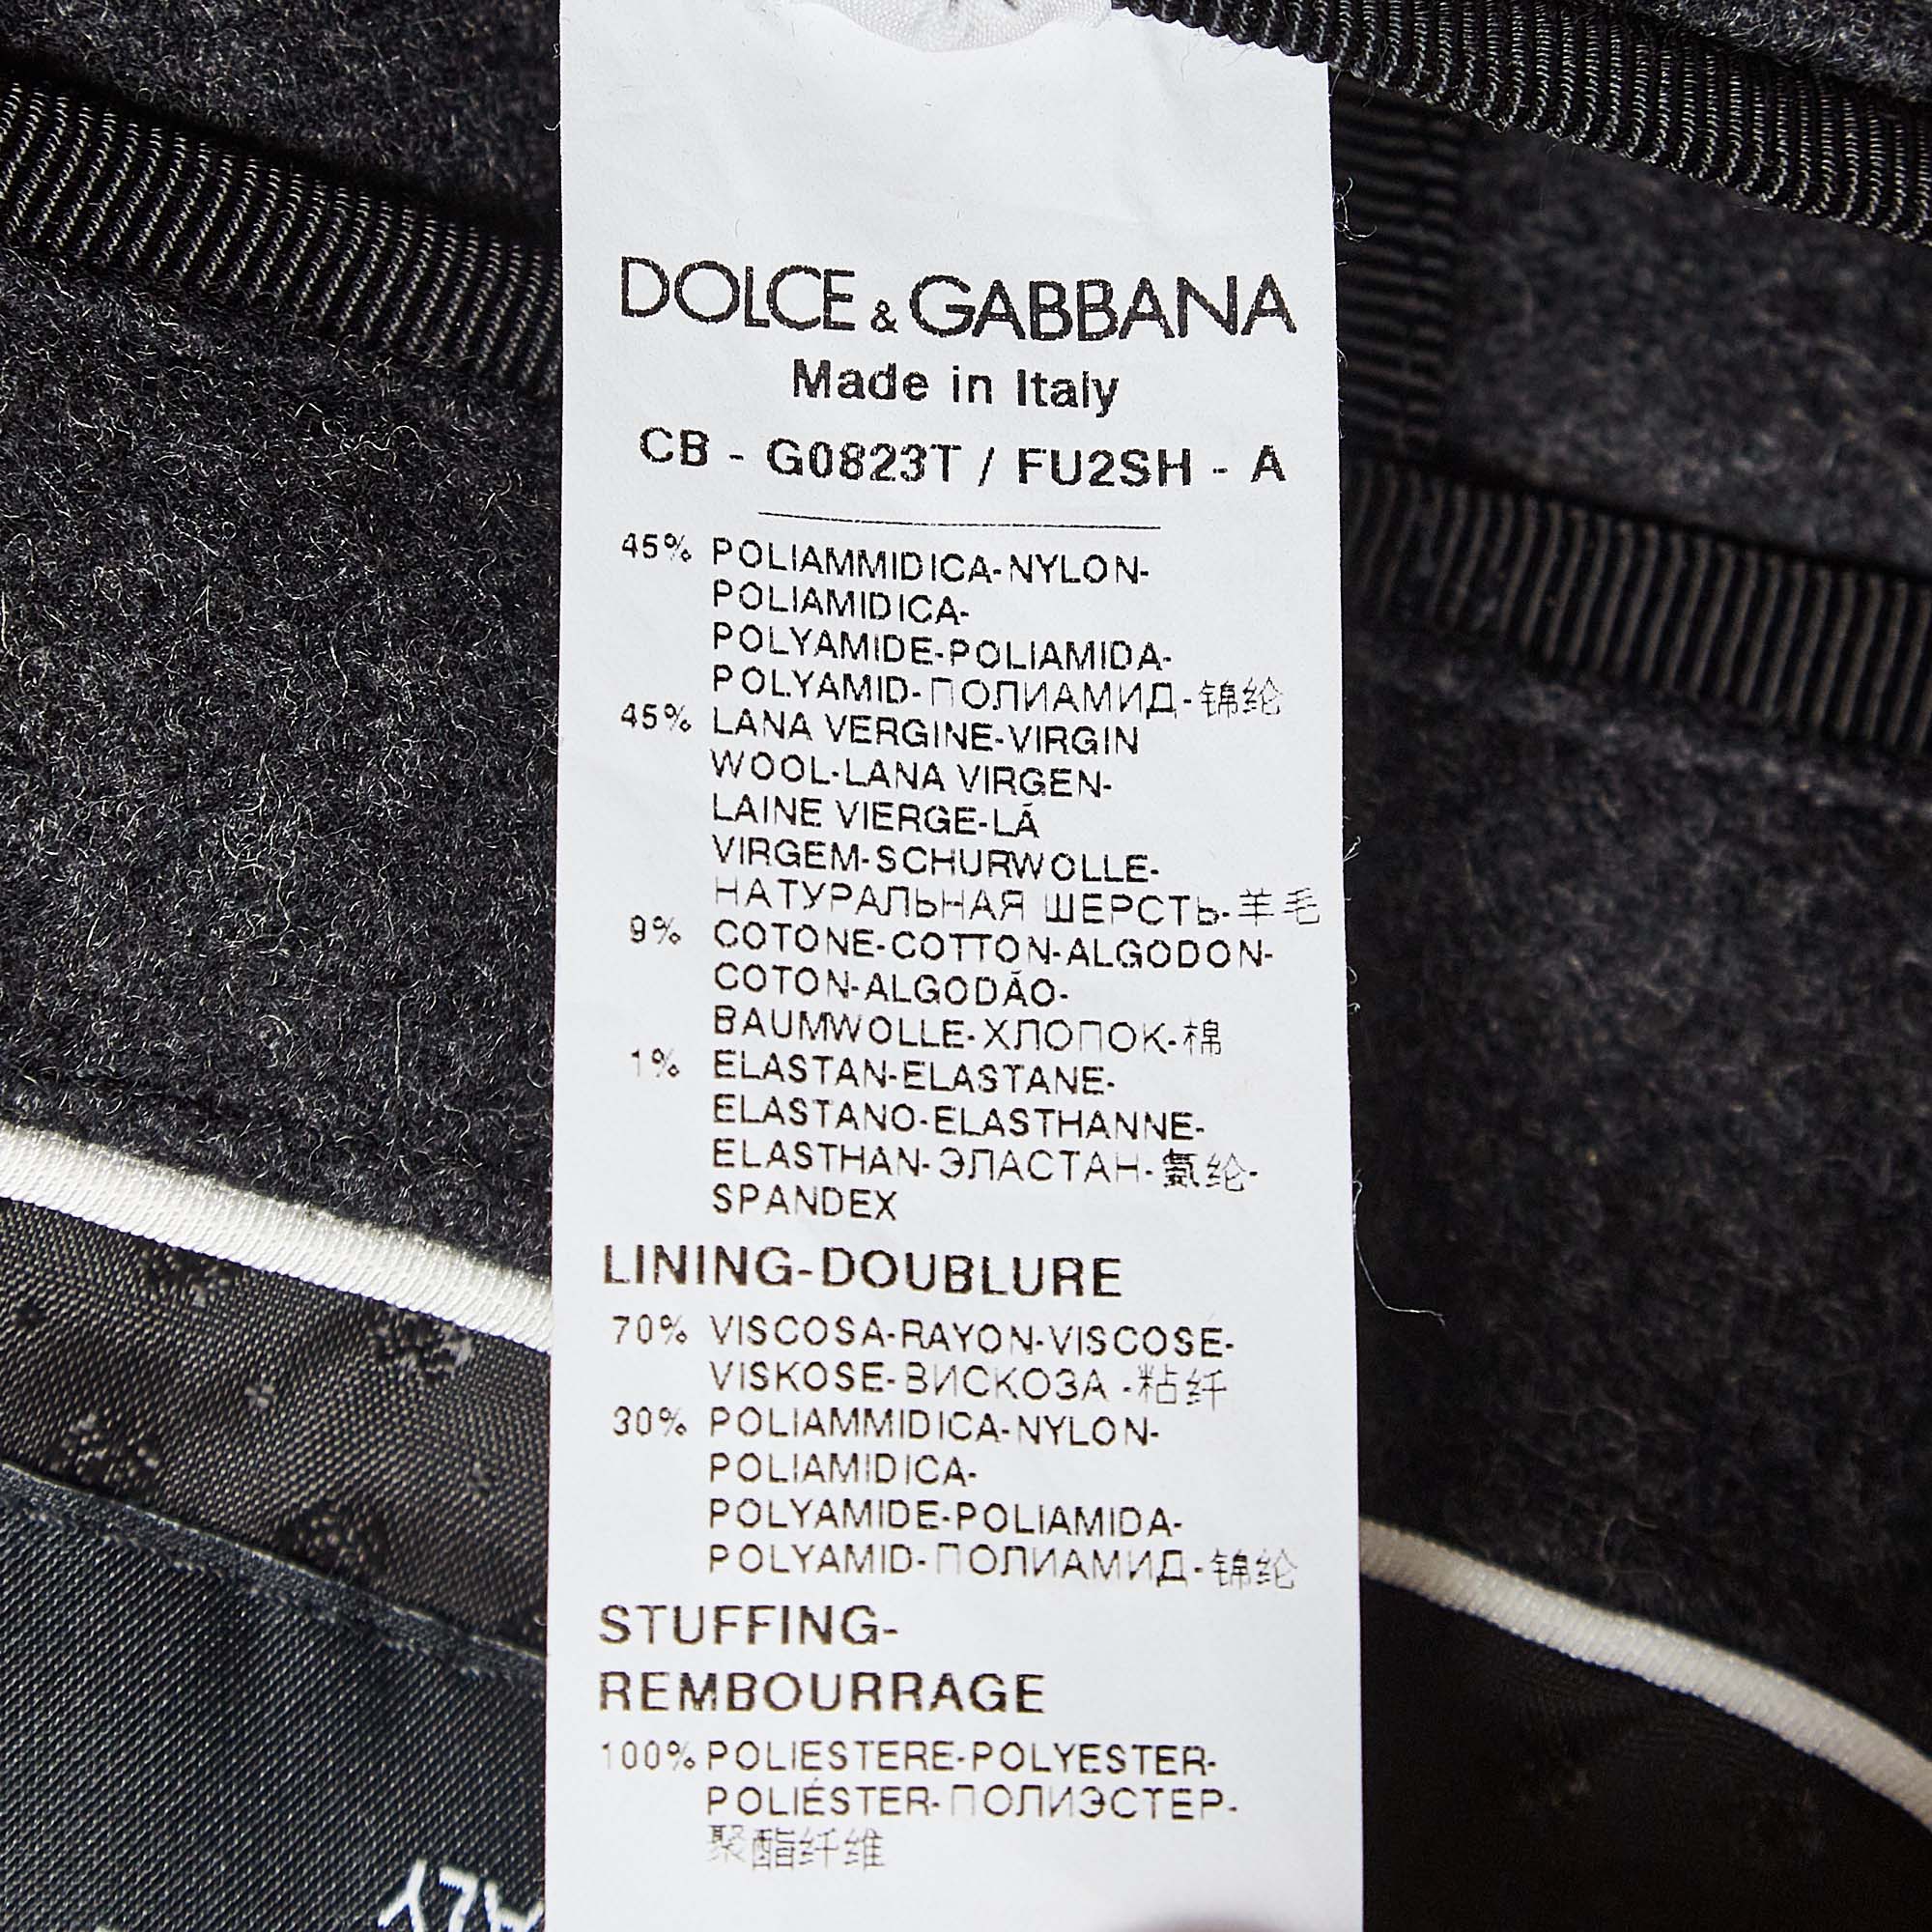 DOLCE & GABBANA
Made in Italy
CB - G0823T / FU2SH - A
45% POLIAMMIDICA-NYLON-
POLIAMIDICA-
POLYAMIDE-POLIAMIDA-
POLYAMID-ПОЛИАМИД-锦纶
45% LANA VERGINE-VIRGIN
WOOL-LANA VIRGEN-
LAINE VIERGE-LÃ
VIRGEM-SCHURWOLLE-
НАТУРАЛЬНАЯ ШЕРСТЬ-羊毛
9% COTONE-COTTON-ALGODON-
COTON-ALGODÃO-
BAUMWOLLE-ХЛОПОК-棉
1% ELASTAN-ELASTANE-
ELASTANO-ELASTHANNE-
ELASTHAN-ЭЛАСТАН-氨纶-
SPANDEX
LINING-DOUBLURE
70% VISCOSA-RAYON-VISCOSE-
VISKOSE-ВИСКОЗА -粘纤
30% POLIAMMIDICA-NYLON-
POLIAMIDICA-
POLYAMIDE-POLIAMIDA-
POLYAMID-ПОЛИАМИД-锦纶
STUFFING-
REMBOURRAGE
100% POLIESTERE-POLYESTER-
POLIÉSTER-ПОЛИЭСТЕР-
聚酯纤维